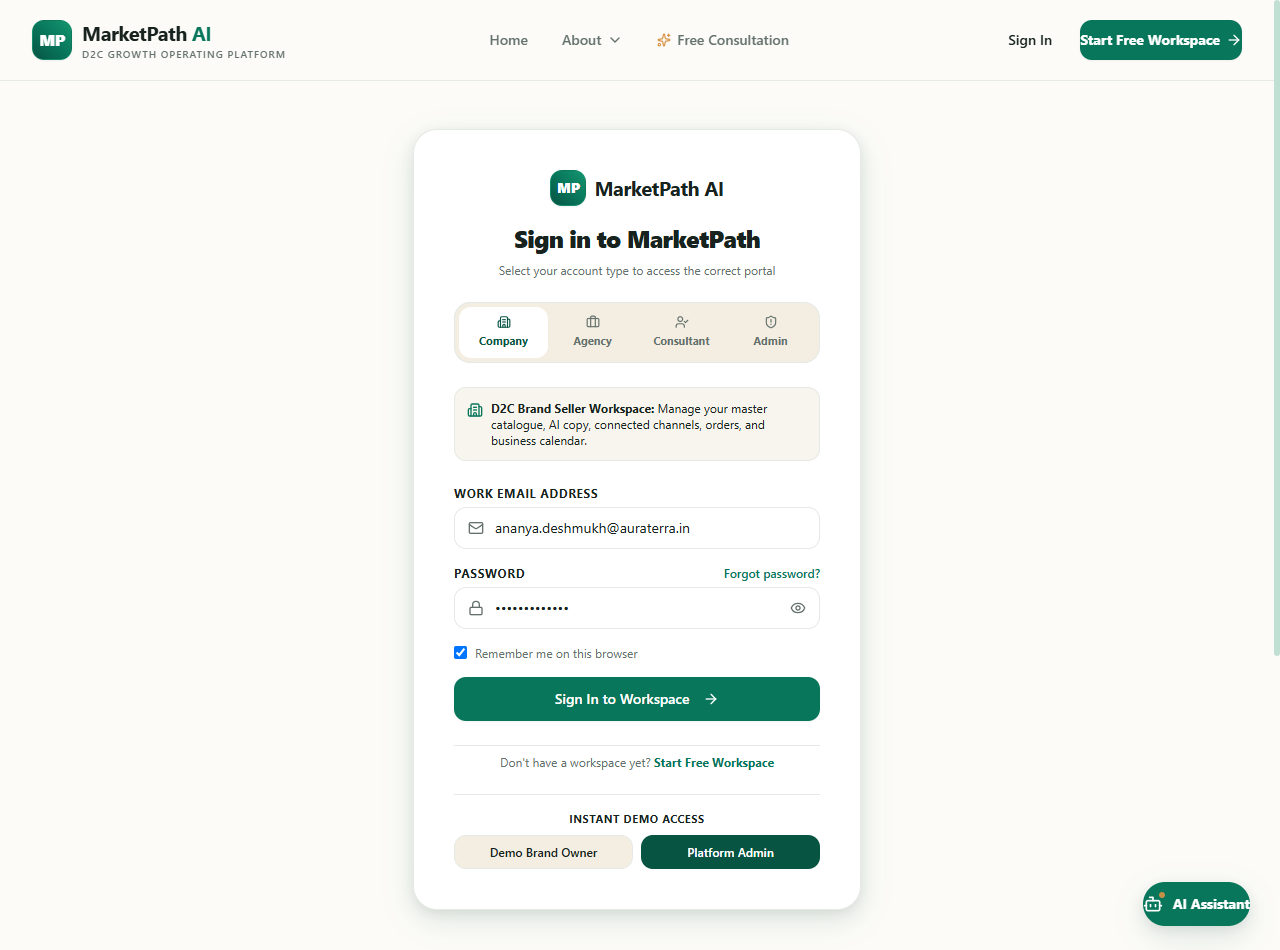 MP MarketPath AI
D2C GROWTH OPERATING PLATFORM
Home
About
Free Consultation
Sign In
Start Free Workspace
MP MarketPath AI
Sign in to MarketPath
Select your account type to access the correct portal
Company
Agency
Consultant
Admin
D2C Brand Seller Workspace: Manage your master
catalogue, AI copy, connected channels, orders, and
business calendar.
WORK EMAIL ADDRESS
ananya.deshmukh@auraterra.in
PASSWORD
Forgot password?
•••••••••••••
Remember me on this browser
Sign In to Workspace
Don't have a workspace yet? Start Free Workspace
INSTANT DEMO ACCESS
Demo Brand Owner
Platform Admin
AI Assistant